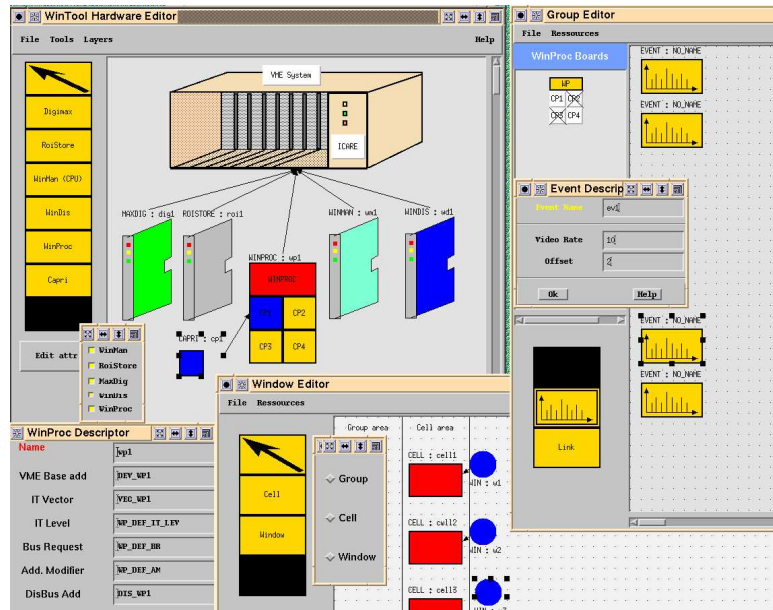 WinTool Hardware Editor
File Tools Layers Help
Digimax
RoiStore
WinMan (CPU)
WinDis
WinProc
Capri
Edit attr
VME System
ICARE
MAXDIG : dig1
ROISTORE : roi1
WINPROC : wp1
WINMAN : wm1
WINDIS : wd1
WINPROC
CP1 CP2
CP3 CP4
CAPRI : cp1
WinMan
RoiStore
MaxDig
WinDis
WinProc
WinProc Descriptor
Name wp1
VME Base add DEV_WP1
IT Vector VEC_WP1
IT Level WP_DEF_IT_LEV
Bus Request WP_DEF_BR
Add. Modifier WP_DEF_AM
DisBus Add DIS_WP1
Window Editor
File Ressources
Cell
Window
Group
Cell
Window
Group area Cell area
CELL : cell1
WIN : w1
CELL : cwll2
WIN : w2
CELL : cell3
Group Editor
File Ressources
WinProc Boards
WP
CP1 CP2
CP3 CP4
EVENT : NO_NAME
EVENT : NO_NAME
Event Descrip
Event Name ev1
Video Rate 10
Offset 2
Ok Help
EVENT : NO_NAME
EVENT : NO_NAME
Link